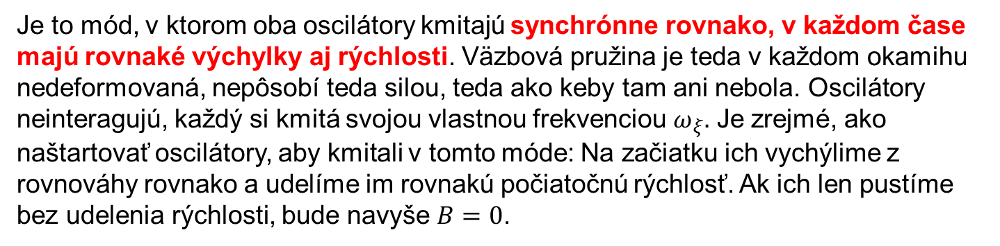 Je to mód, v ktorom oba oscilátory kmitajú synchrónne rovnako, v každom čase
majú rovnaké výchylky aj rýchlosti. Väzbová pružina je teda v každom okamihu
nedeformovaná, nepôsobí teda silou, teda ako keby tam ani nebola. Oscilátory
neinteragujú, každý si kmitá svojou vlastnou frekvenciou ω_ξ. Je zrejmé, ako
naštartovať oscilátory, aby kmitali v tomto móde: Na začiatku ich vychýlime z
rovnováhy rovnako a udelíme im rovnakú počiatočnú rýchlosť. Ak ich len pustíme
bez udelenia rýchlosti, bude navyše B = 0.